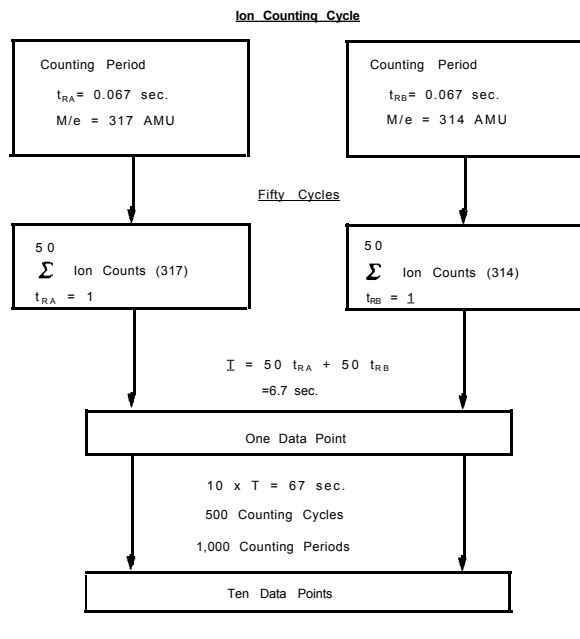 Ion Counting Cycle
Counting Period
tRA= 0.067 sec.
M/e = 317 AMU
Counting Period
tRB= 0.067 sec.
M/e = 314 AMU
Fifty Cycles
50
Σ Ion Counts (317)
tRA = 1
50
Σ Ion Counts (314)
tRB = 1
T = 50 tRA + 50 tRB
=6.7 sec.
One Data Point
10 x T = 67 sec.
500 Counting Cycles
1,000 Counting Periods
Ten Data Points